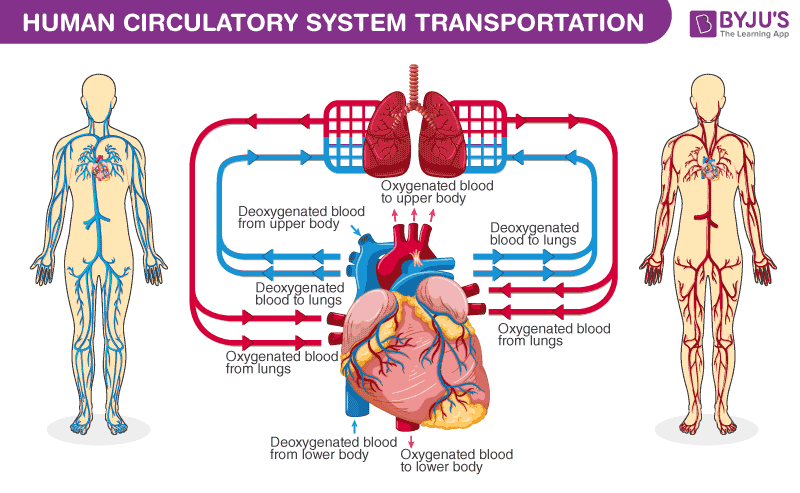 HUMAN CIRCULATORY SYSTEM TRANSPORTATION
B
BYJU'S
The Learning App
Oxygenated blood
to upper body
Deoxygenated blood
from upper body
Deoxygenated
blood to lungs
Deoxygenated
blood to lungs
Oxygenated blood
from lungs
Oxygenated blood
from lungs
Deoxygenated blood
from lower body
Oxygenated blood
to lower body